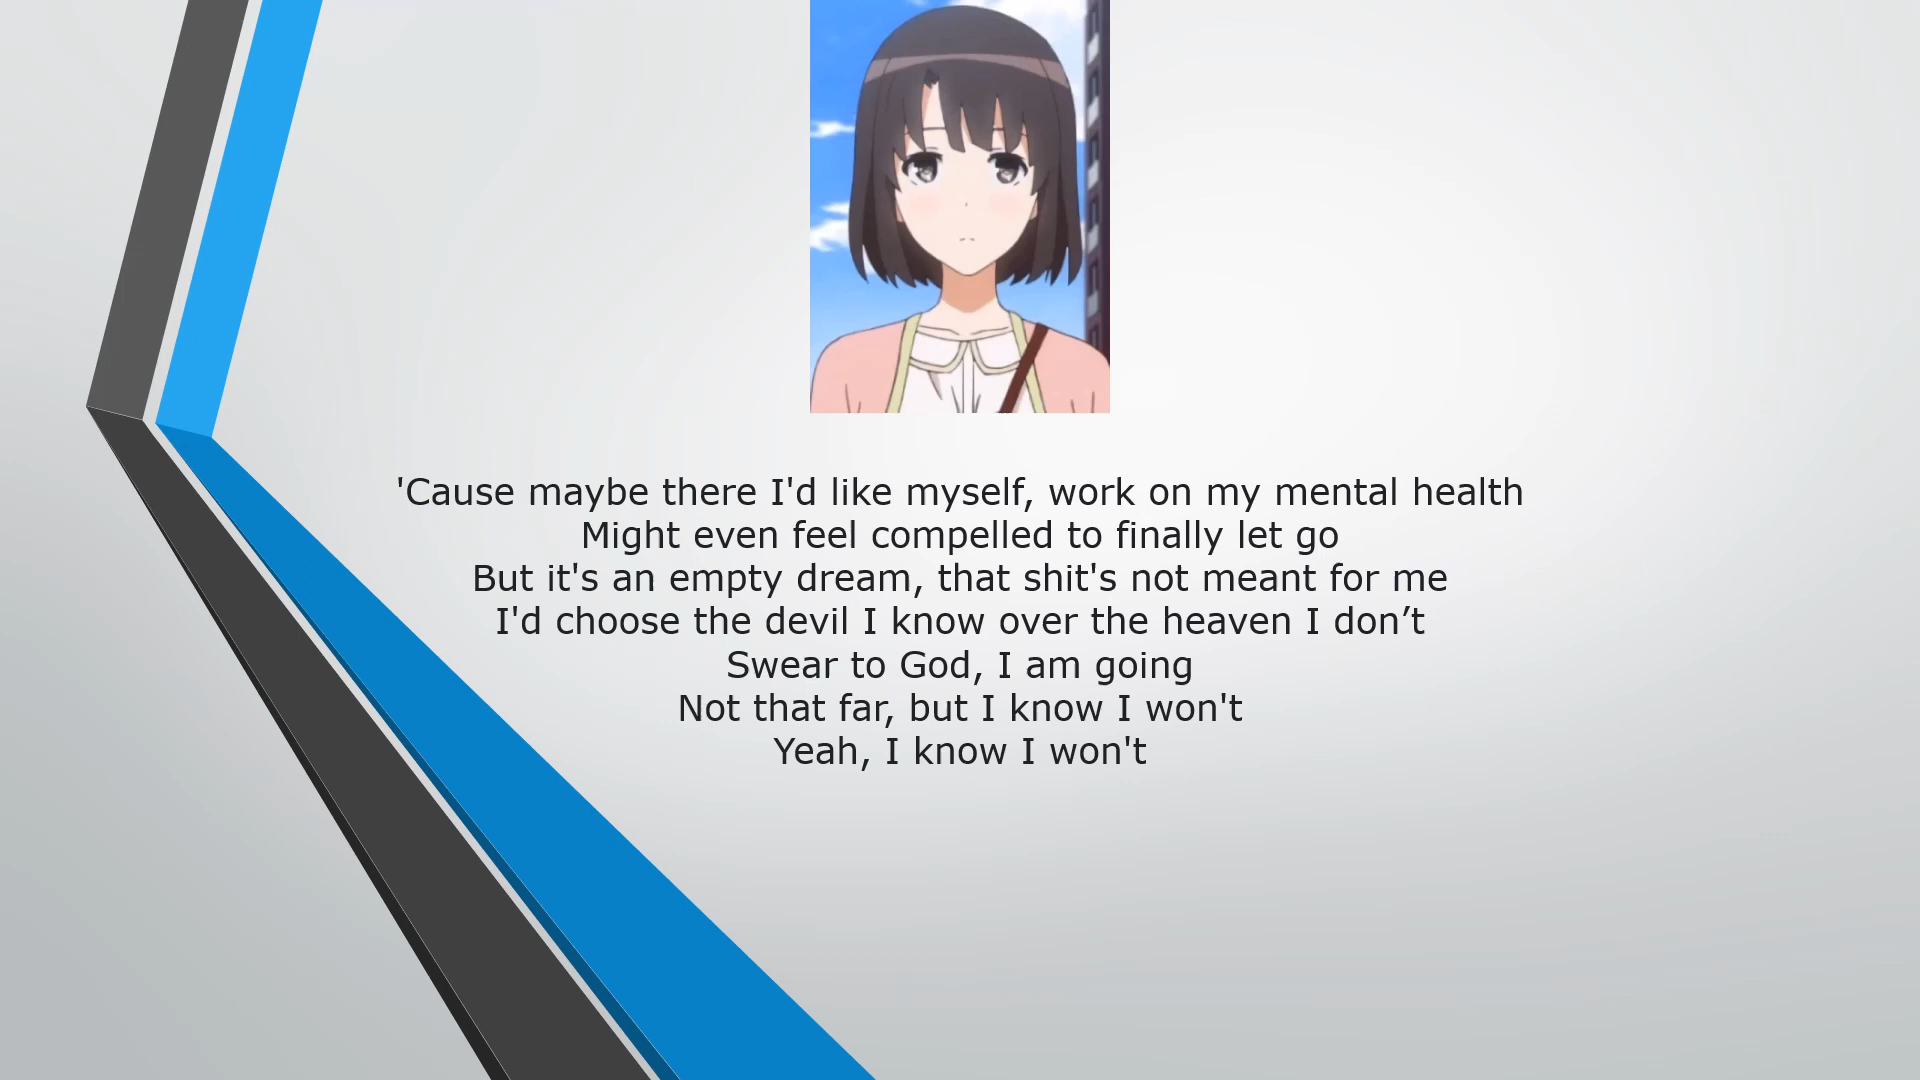 'Cause maybe there I'd like myself, work on my mental health
Might even feel compelled to finally let go
But it's an empty dream, that shit's not meant for me
I'd choose the devil I know over the heaven I don’t
Swear to God, I am going
Not that far, but I know I won't
Yeah, I know I won't